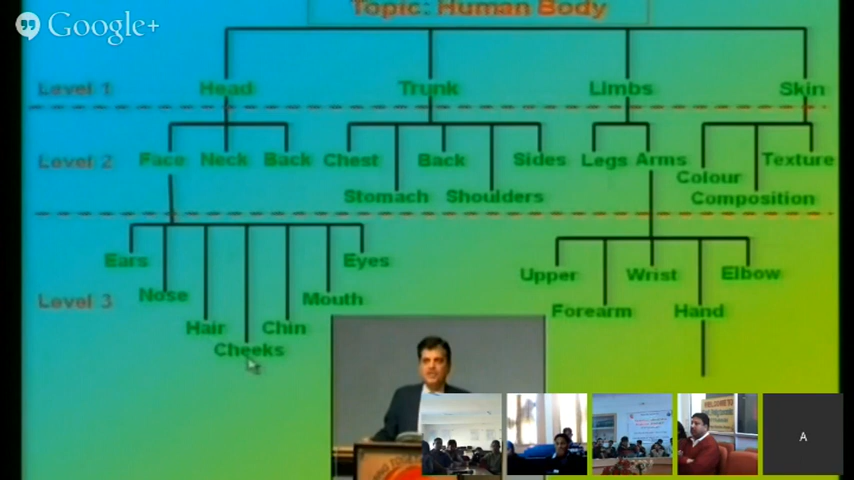 Google+
Topic: Human Body
Level 1 Head Trunk Limbs Skin
Level 2 Face Neck Back Chest Back Sides Legs Arms Texture
Colour
Stomach Shoulders Composition
Ears Eyes
Upper Wrist Elbow
Level 3 Nose Mouth
Forearm Hand
Hair Chin
Cheeks
A